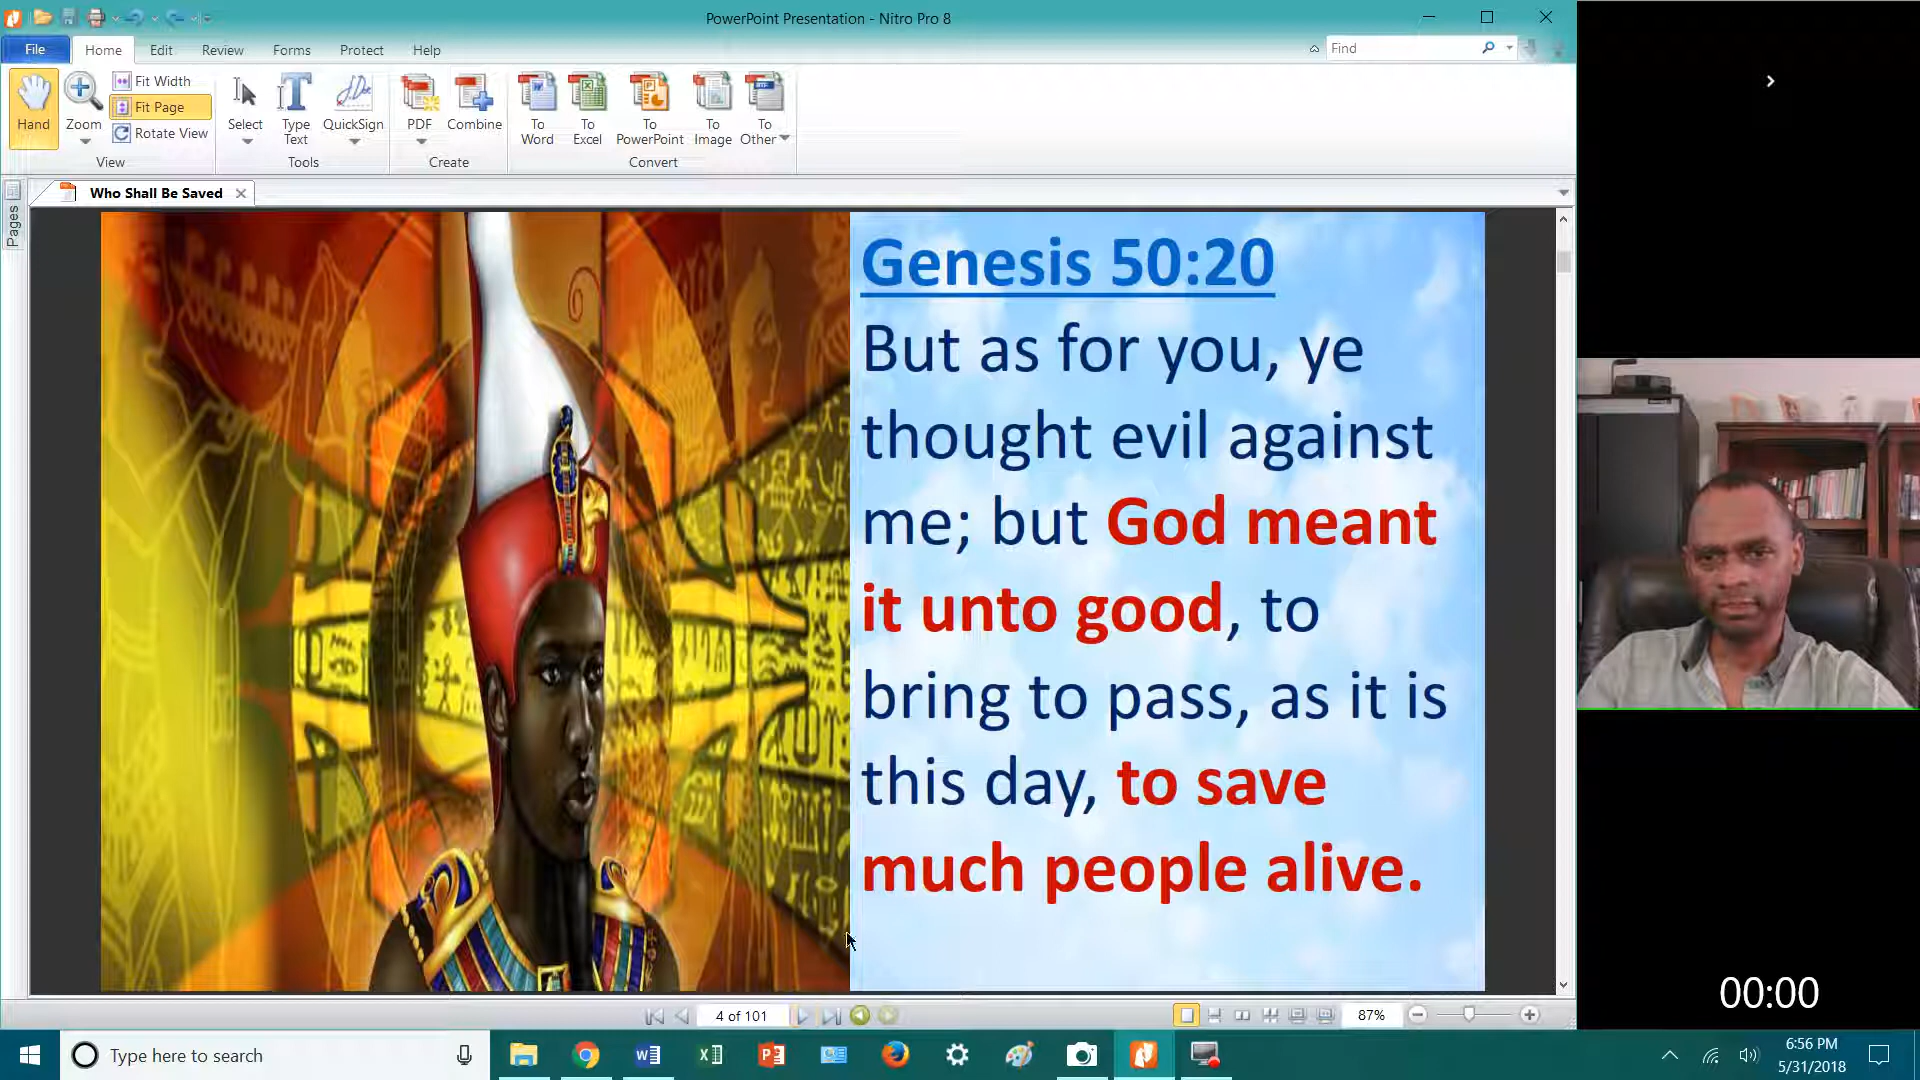 PowerPoint Presentation - Nitro Pro 8
File Home Edit Review Forms Protect Help
Find
Hand
Zoom
Fit Width
Fit Page
Rotate View
View
Select
Type Text
QuickSign
Tools
PDF
Combine
Create
To Word
To Excel
To PowerPoint
To Image
To Other
Convert
Pages
Who Shall Be Saved
Genesis 50:20
But as for you, ye
thought evil against
me; but God meant
it unto good, to
bring to pass, as it is
this day, to save
much people alive.
00:00
4 of 101
87%
Type here to search
6:56 PM
5/31/2018